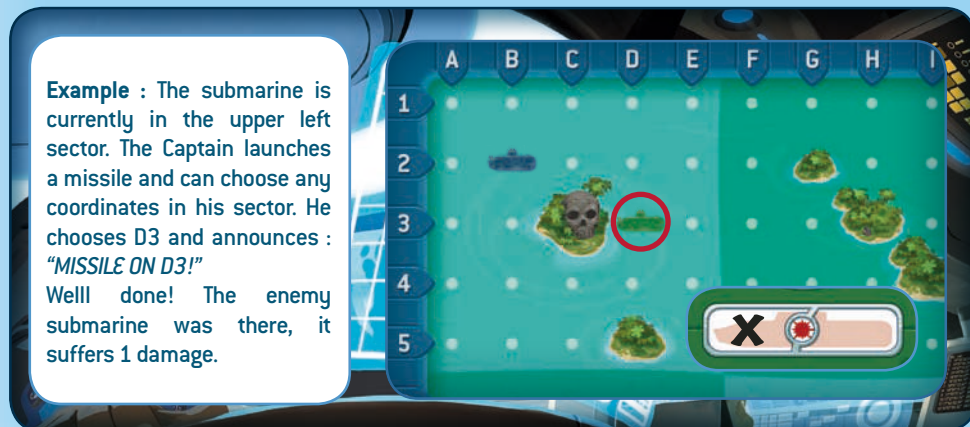 Example : The submarine is
currently in the upper left
sector. The Captain launches
a missile and can choose any
coordinates in his sector. He
chooses D3 and announces :
“MISSILE ON D3!”
Welll done! The enemy
submarine was there, it
suffers 1 damage.
A B C D E F G H I
1
2
3
4
5
X